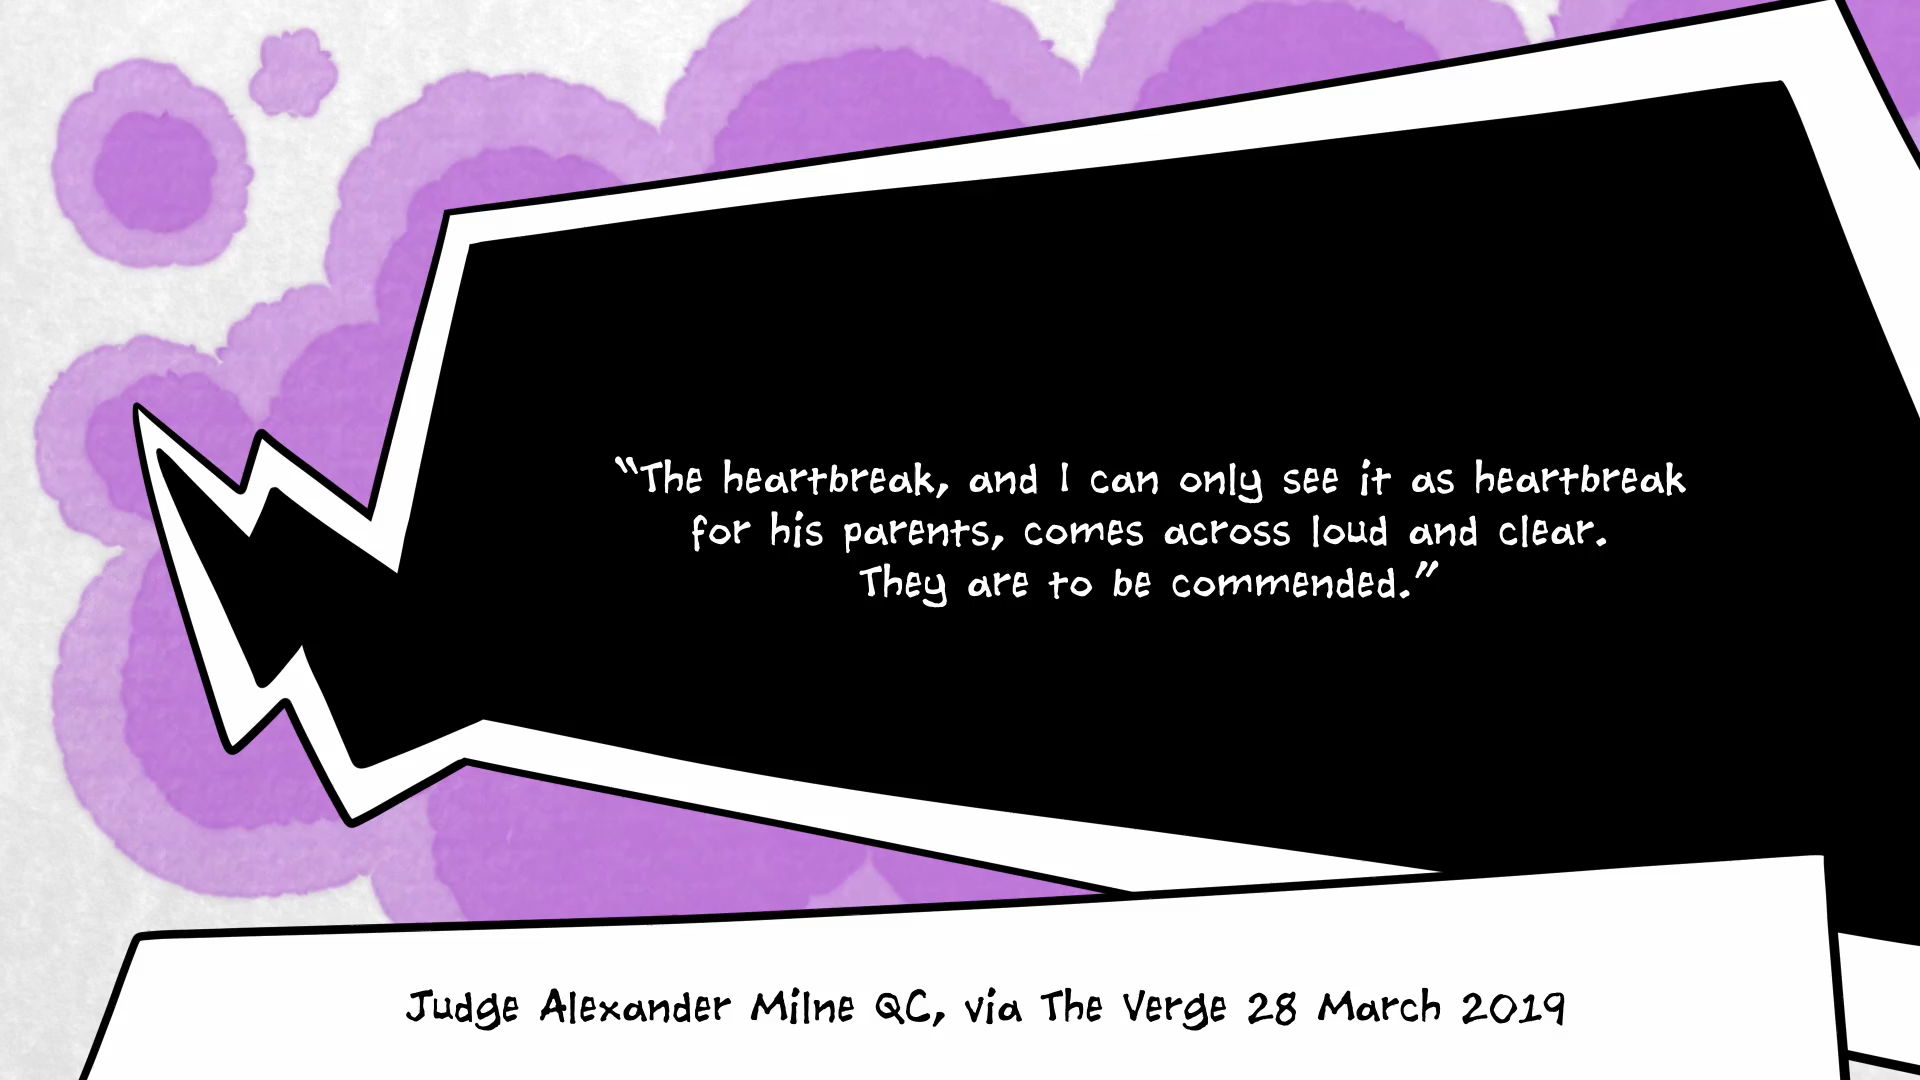 “The heartbreak, and I can only see it as heartbreak
for his parents, comes across loud and clear.
They are to be commended.”
Judge Alexander Milne QC, via The Verge 28 March 2019